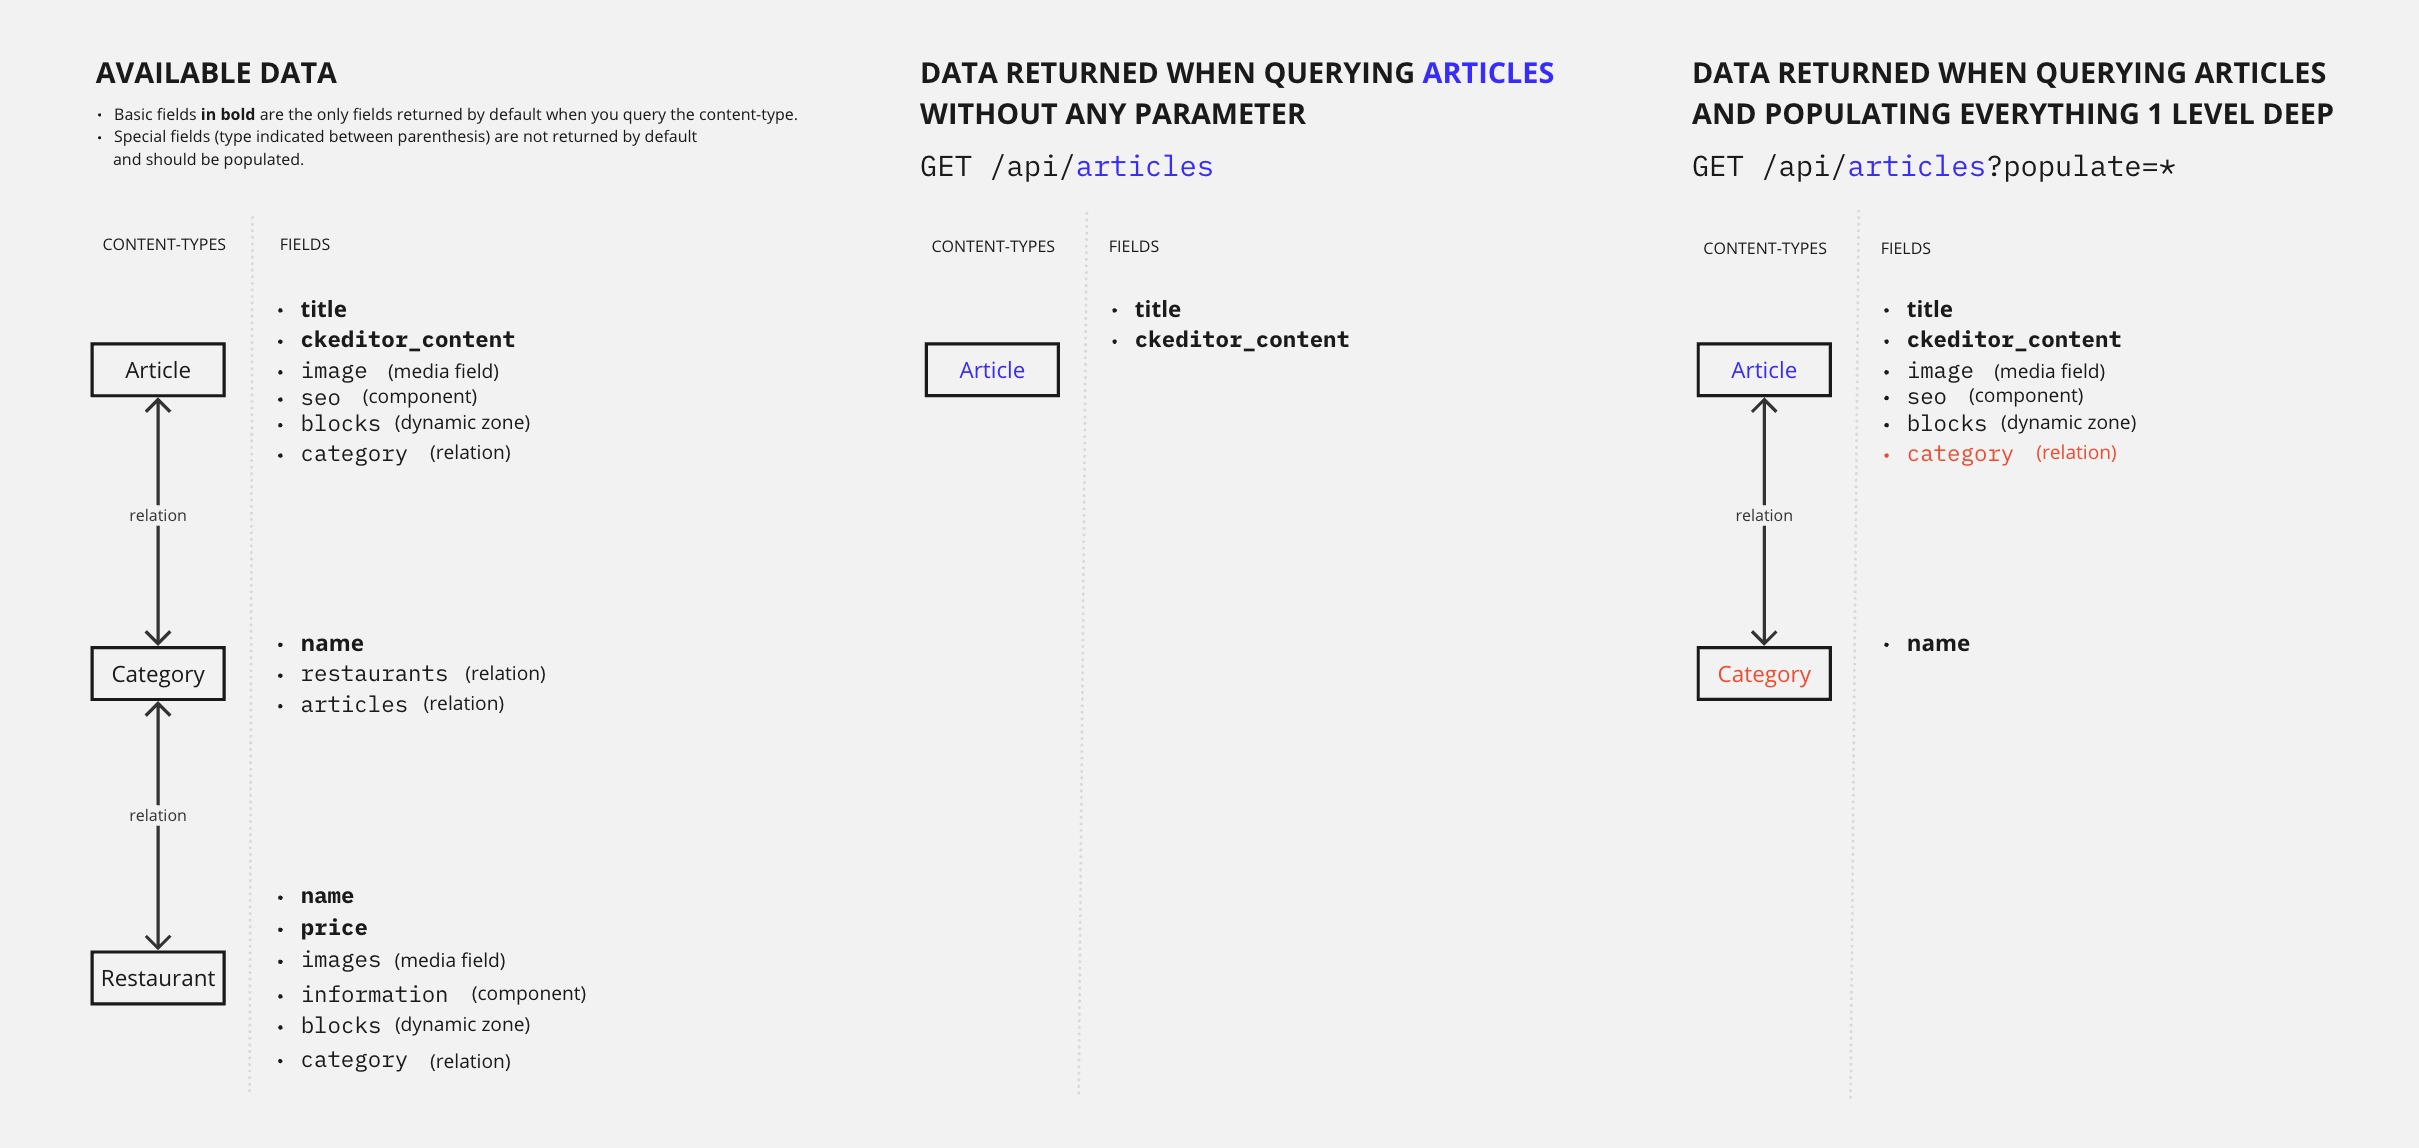 AVAILABLE DATA
• Basic fields in bold are the only fields returned by default when you query the content-type.
• Special fields (type indicated between parenthesis) are not returned by default
and should be populated.
CONTENT-TYPES
FIELDS
Article
• title
• ckeditor_content
• image (media field)
• seo (component)
• blocks (dynamic zone)
• category (relation)
relation
Category
• name
• restaurants (relation)
• articles (relation)
relation
Restaurant
• name
• price
• images (media field)
• information (component)
• blocks (dynamic zone)
• category (relation)
DATA RETURNED WHEN QUERYING ARTICLES
WITHOUT ANY PARAMETER
GET /api/articles
CONTENT-TYPES
FIELDS
Article
• title
• ckeditor_content
DATA RETURNED WHEN QUERYING ARTICLES
AND POPULATING EVERYTHING 1 LEVEL DEEP
GET /api/articles?populate=*
CONTENT-TYPES
FIELDS
Article
• title
• ckeditor_content
• image (media field)
• seo (component)
• blocks (dynamic zone)
• category (relation)
relation
Category
• name